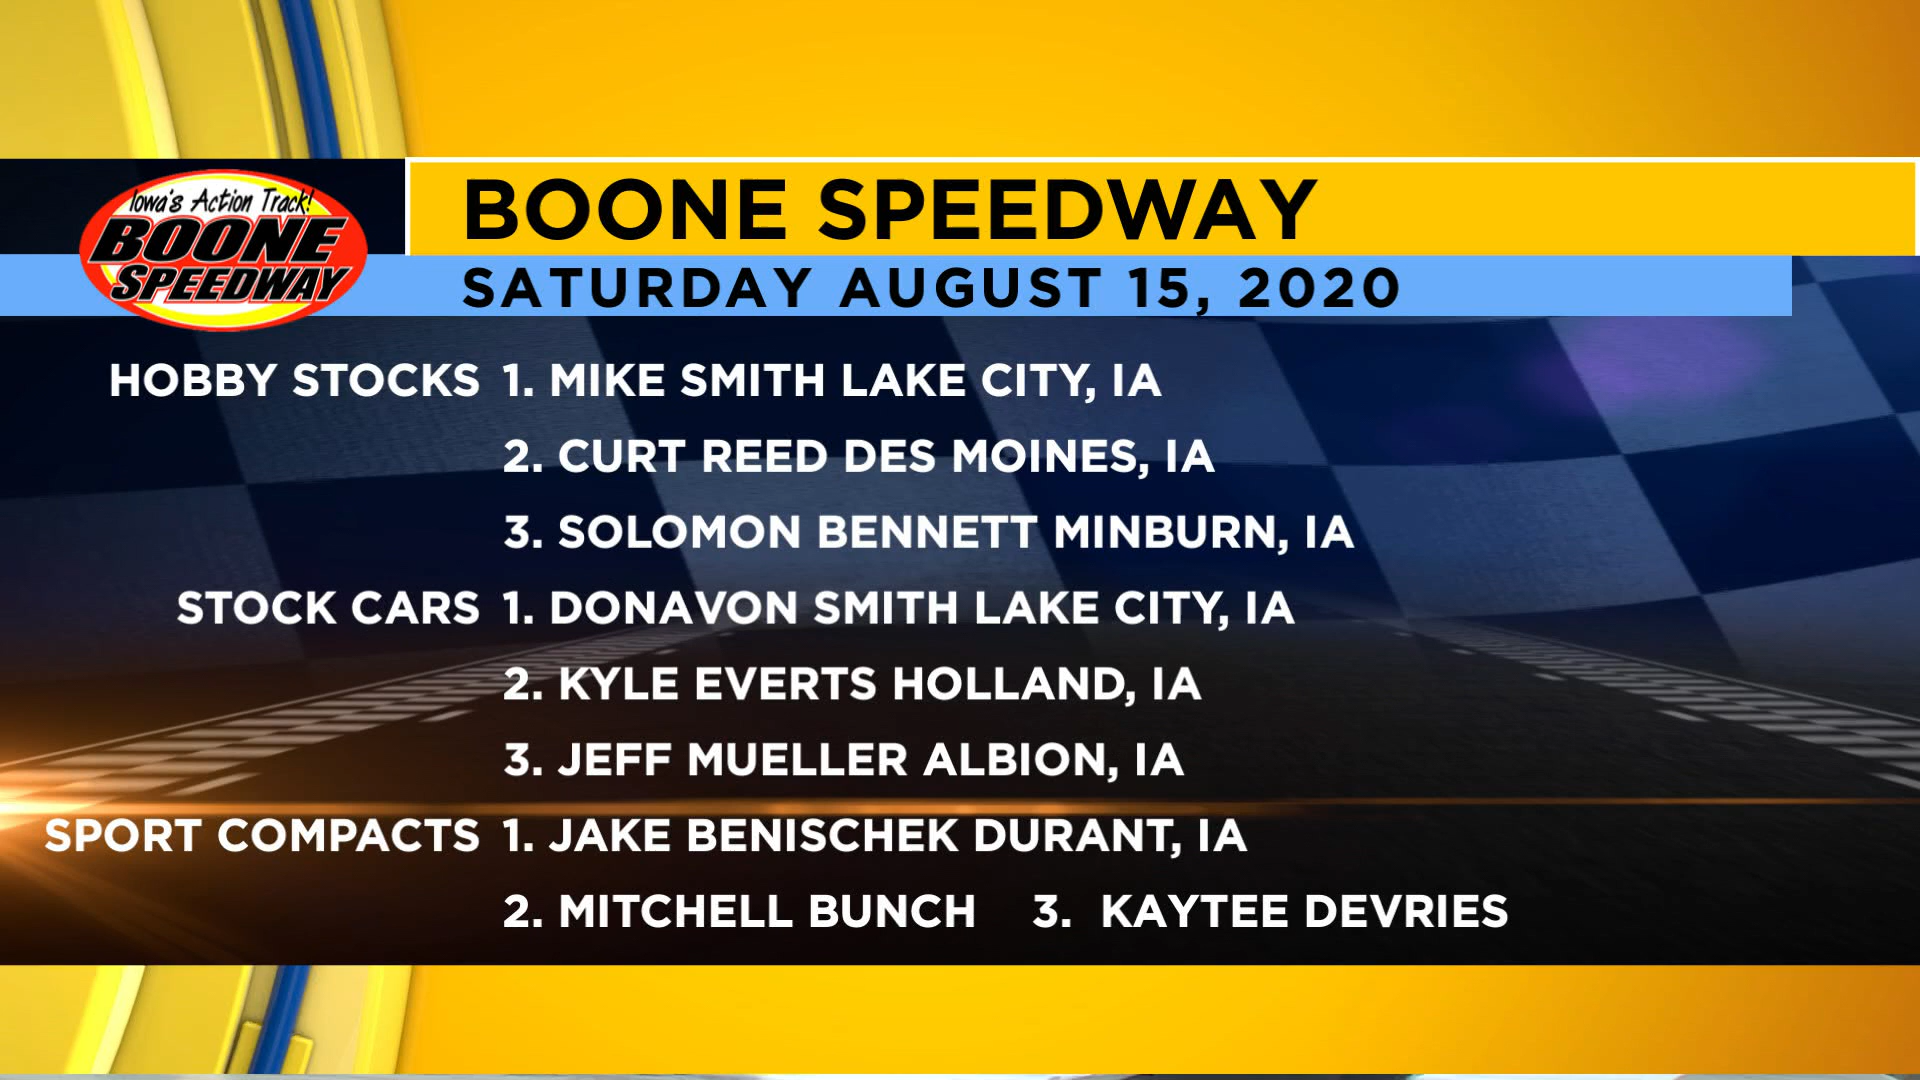 Iowa's Action Track!
BOONE
SPEEDWAY
BOONE SPEEDWAY
SATURDAY AUGUST 15, 2020
HOBBY STOCKS 1. MIKE SMITH LAKE CITY, IA
2. CURT REED DES MOINES, IA
3. SOLOMON BENNETT MINBURN, IA
STOCK CARS 1. DONAVON SMITH LAKE CITY, IA
2. KYLE EVERTS HOLLAND, IA
3. JEFF MUELLER ALBION, IA
SPORT COMPACTS 1. JAKE BENISCHEK DURANT, IA
2. MITCHELL BUNCH 3. KAYTEE DEVRIES